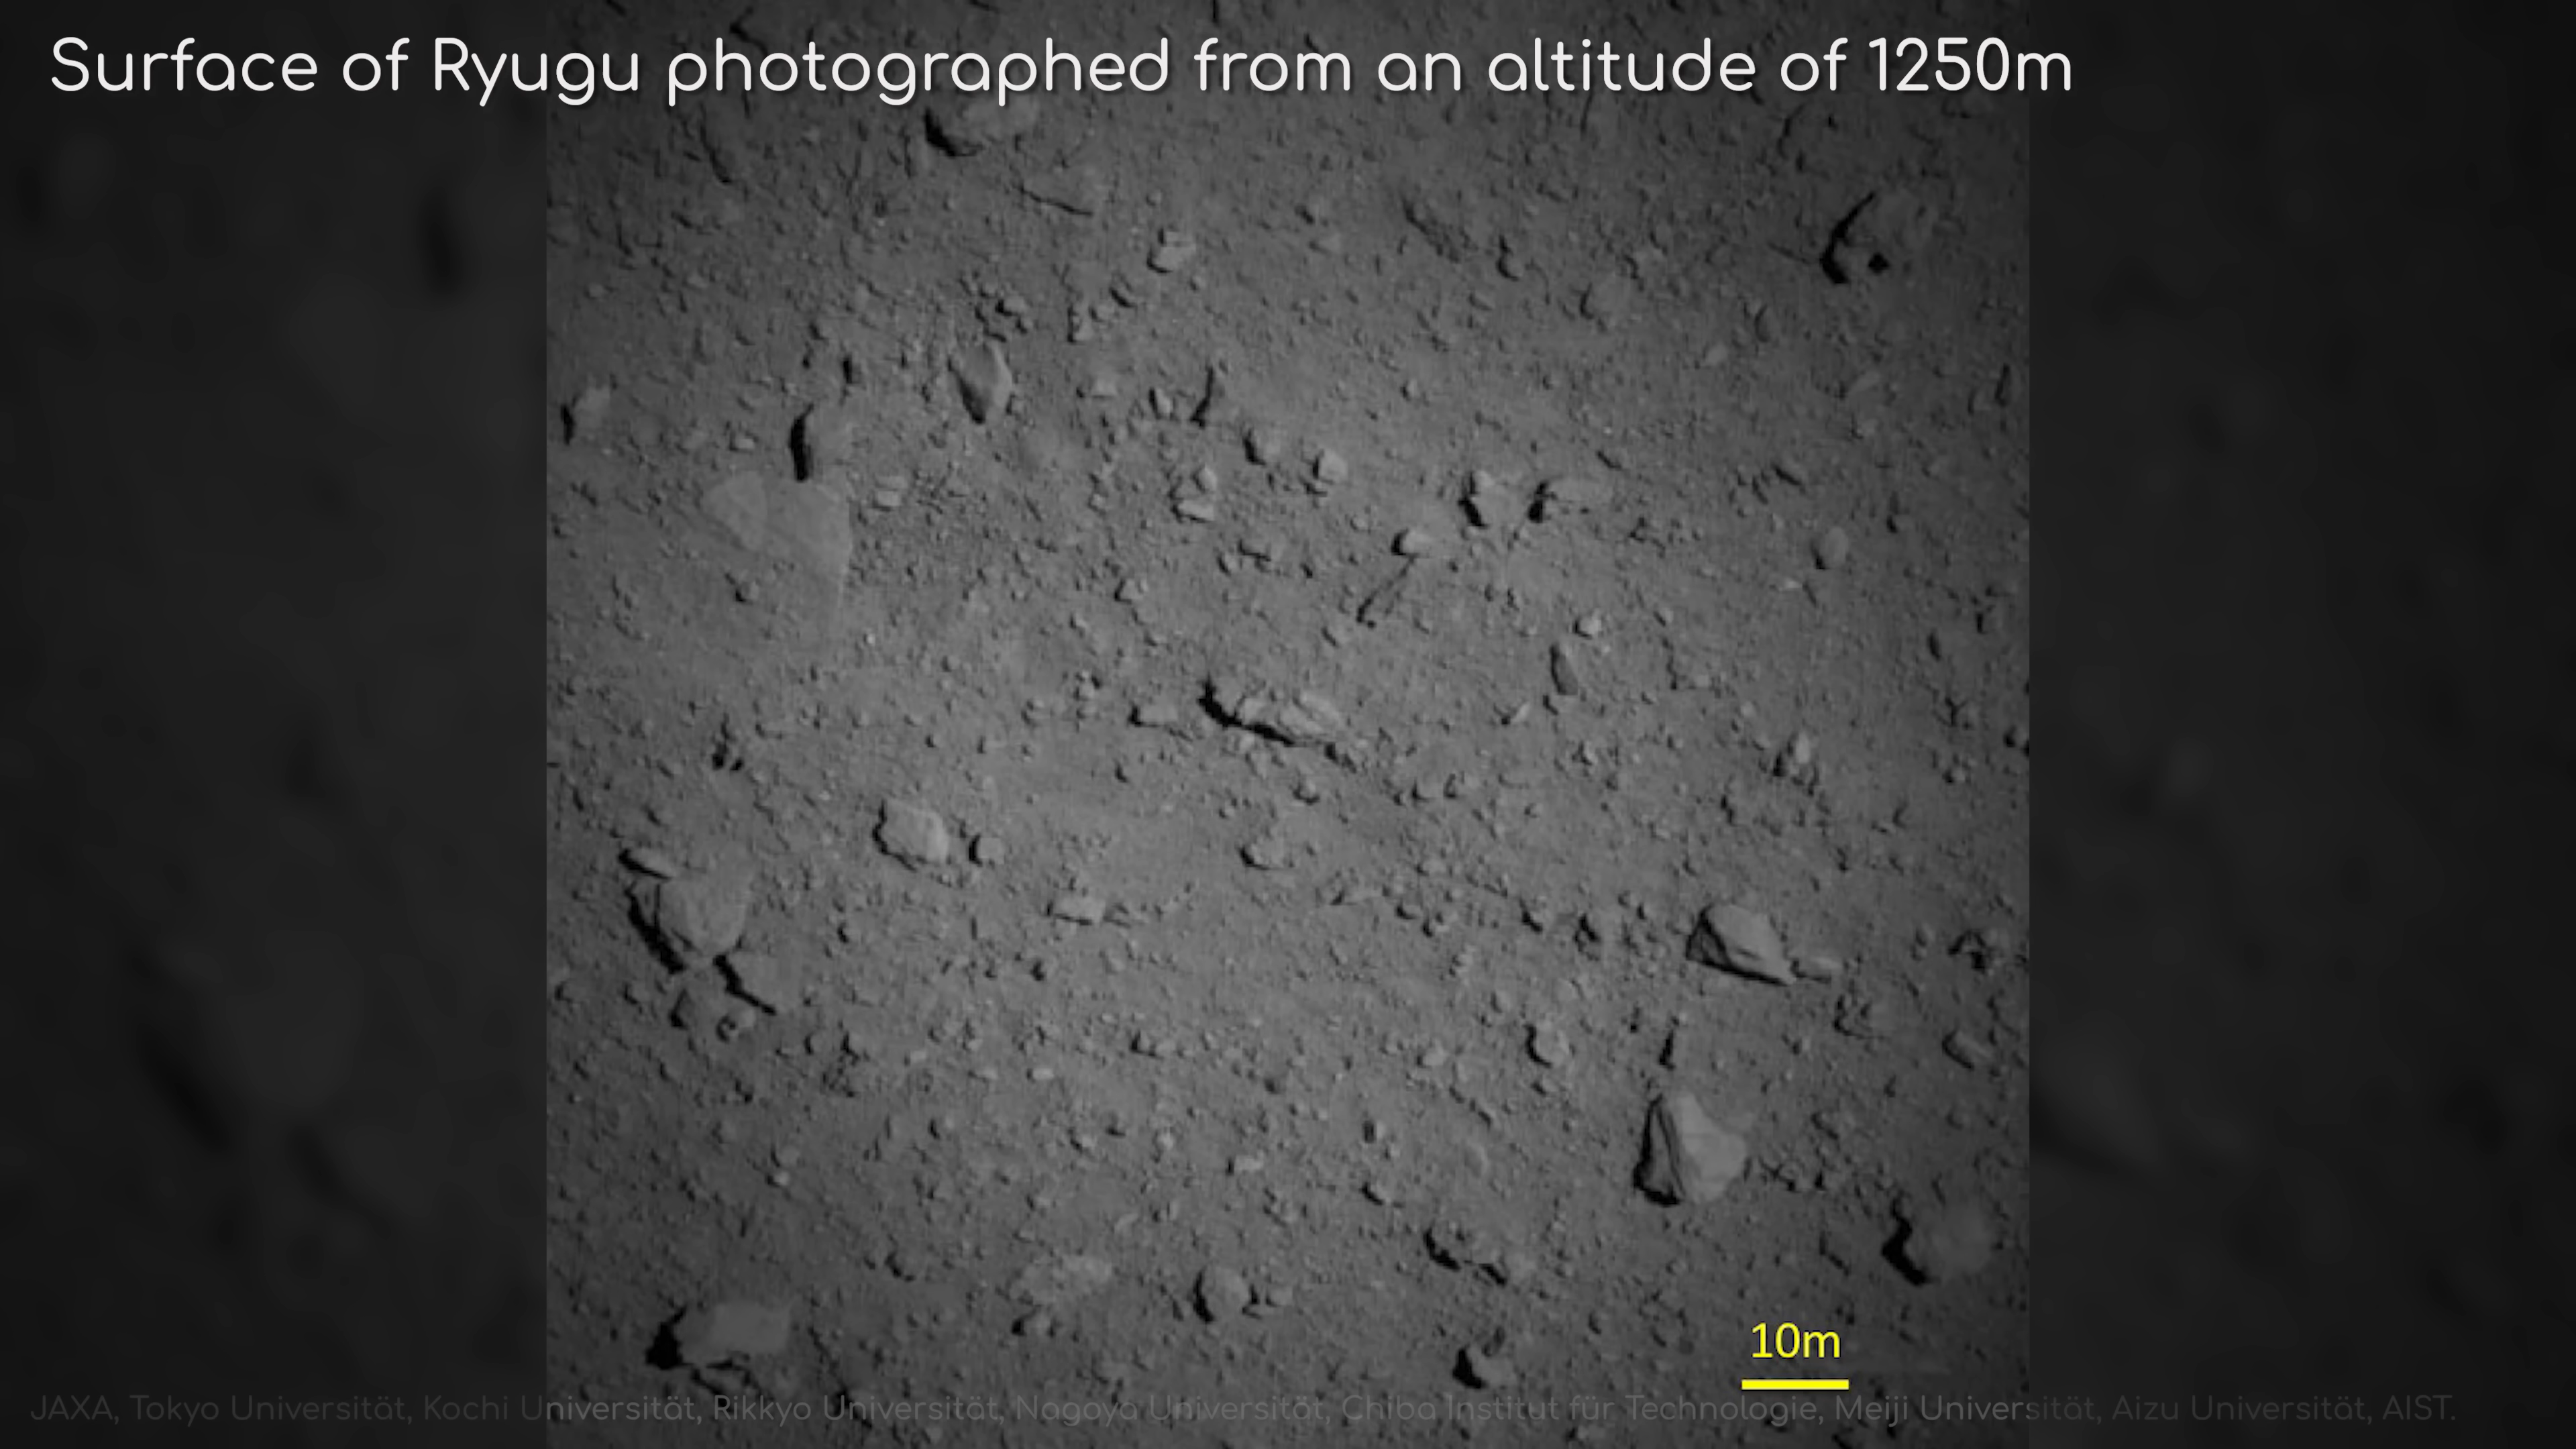 Surface of Ryugu photographed from an altitude of 1250m
10m
JAXA, Tokyo Universität, Kochi Universität, Rikkyo Universität, Nagoya Universität, Chiba Institut für Technologie, Meiji Universität, Aizu Universität, AIST.